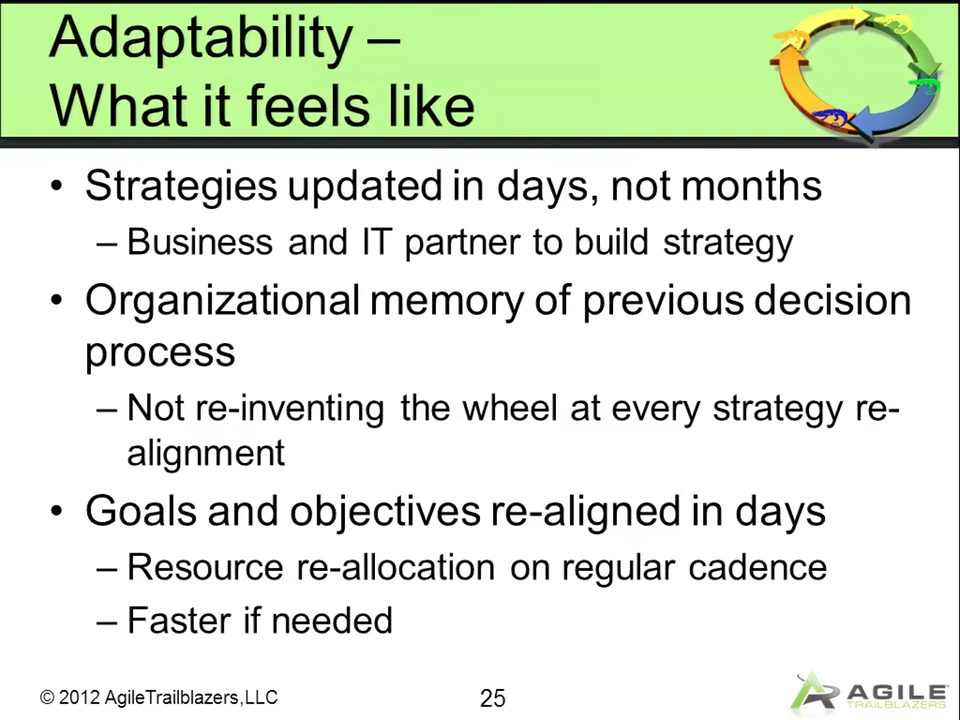 Adaptability –
What it feels like
• Strategies updated in days, not months
– Business and IT partner to build strategy
• Organizational memory of previous decision
process
– Not re-inventing the wheel at every strategy re-
alignment
• Goals and objectives re-aligned in days
– Resource re-allocation on regular cadence
– Faster if needed
© 2012 AgileTrailblazers,LLC
25
AGILE
TRAILBLAZERS